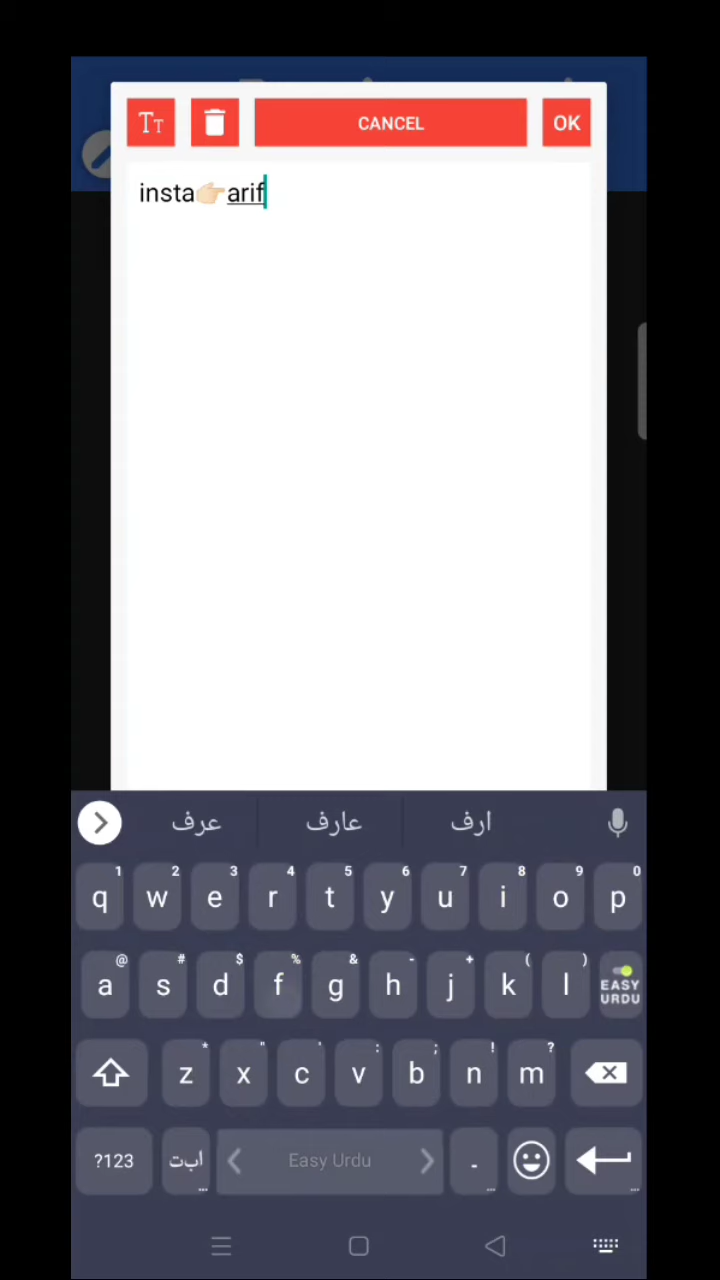 Tт
CANCEL
OK
insta👉🏻arif
عرف عارف ارف
1 2 3 4 5 6 7 8 9 0
q w e r t y u i o p
@ # $ % & - + ( )
a s d f g h j k l EASY URDU
* " ' : ; ! ?
z x c v b n m
?123 ابت Easy Urdu -